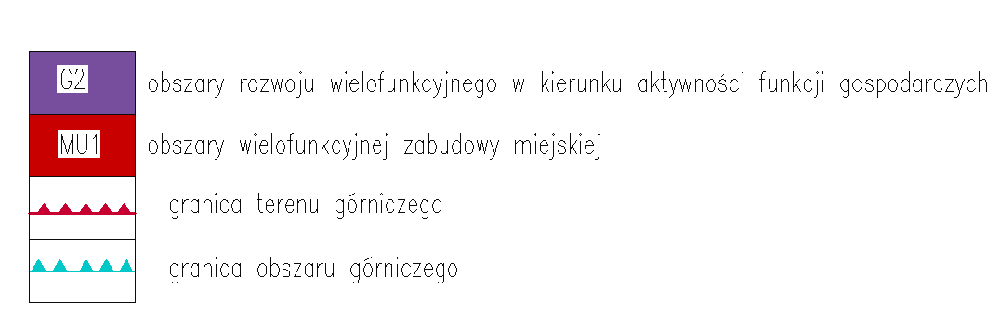 G2 obszary rozwoju wielofunkcyjnego w kierunku aktywności funkcji gospodarczych
MU1 obszary wielofunkcyjnej zabudowy miejskiej
granica terenu górniczego
granica obszaru górniczego